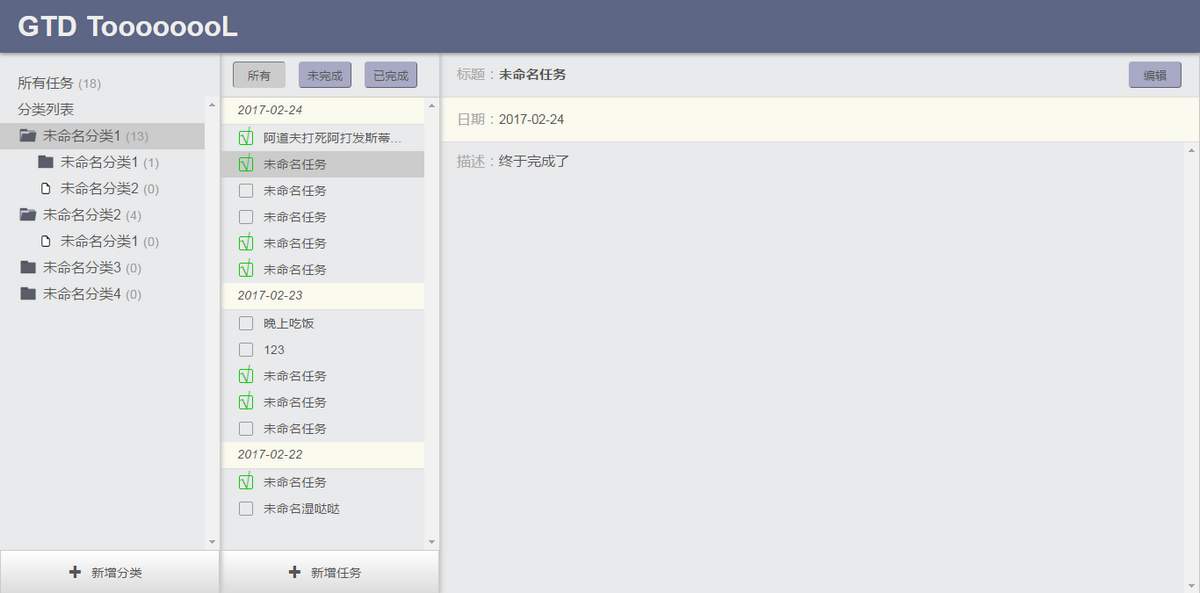 GTD ToooooooL
所有任务 (18)
分类列表
未命名分类1 (13)
未命名分类1 (1)
未命名分类2 (0)
未命名分类2 (4)
未命名分类1 (0)
未命名分类3 (0)
未命名分类4 (0)
新增分类
所有 未完成 已完成
2017-02-24
阿道夫打死阿打发斯蒂...
未命名任务
未命名任务
未命名任务
未命名任务
未命名任务
2017-02-23
晚上吃饭
123
未命名任务
未命名任务
未命名任务
2017-02-22
未命名任务
未命名湿哒哒
新增任务
标题：未命名任务
编辑
日期：2017-02-24
描述：终于完成了